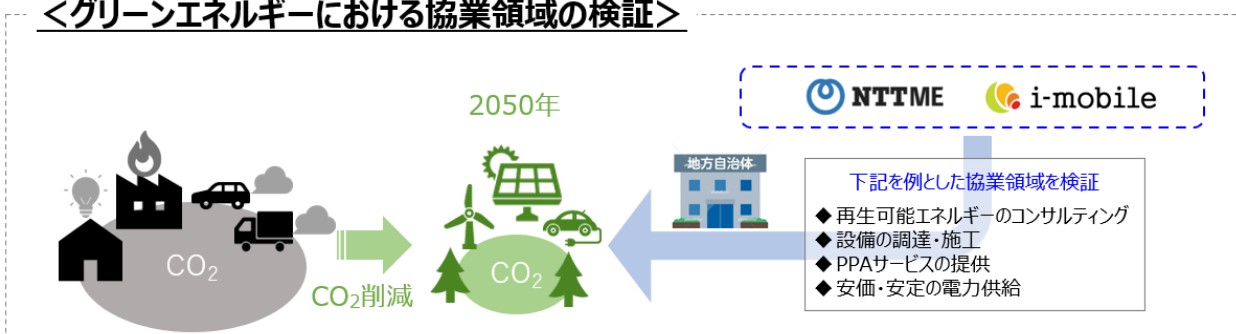 ＜グリーンエネルギーにおける協業領域の検証＞
NTTME
i-mobile
2050年
地方自治体
下記を例とした協業領域を検証
◆再生可能エネルギーのコンサルティング
◆設備の調達・施工
◆PPAサービスの提供
◆安価・安定の電力供給
CO₂
CO₂
CO₂削減